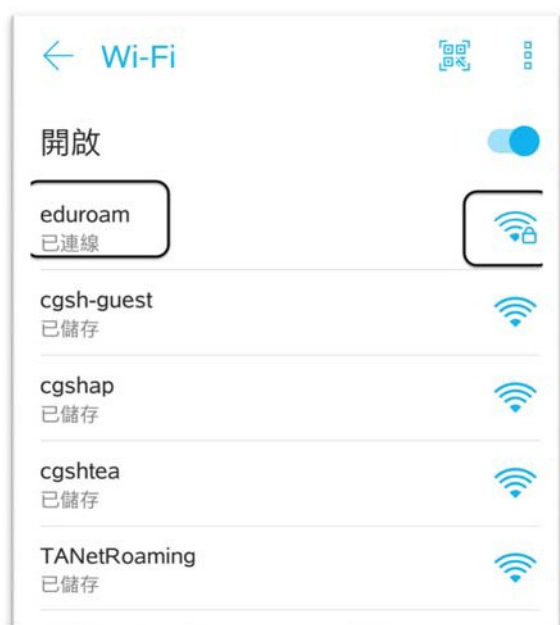 Wi-Fi
開啟
eduroam
已連線
cgsh-guest
已儲存
cgshap
已儲存
cgshtea
已儲存
TANetRoaming
已儲存